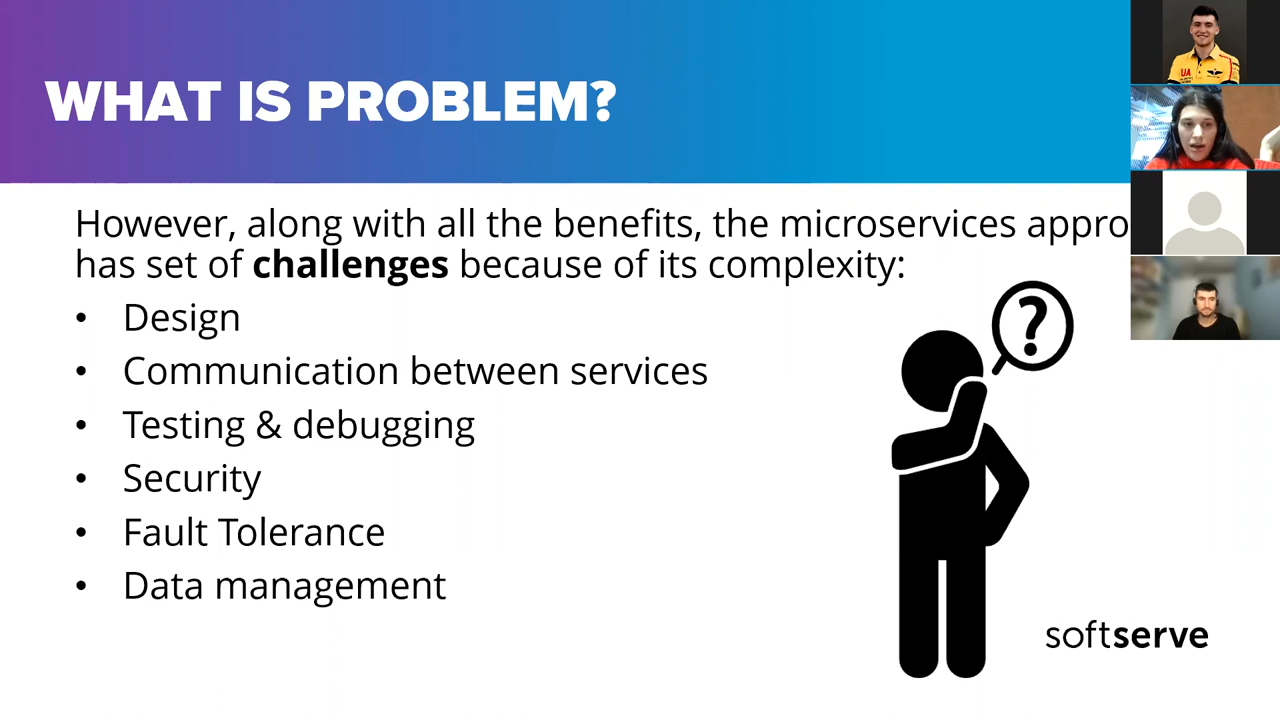 WHAT IS PROBLEM?
However, along with all the benefits, the microservices appro
has set of challenges because of its complexity:
• Design
• Communication between services
• Testing & debugging
• Security
• Fault Tolerance
• Data management
?
softserve
UA